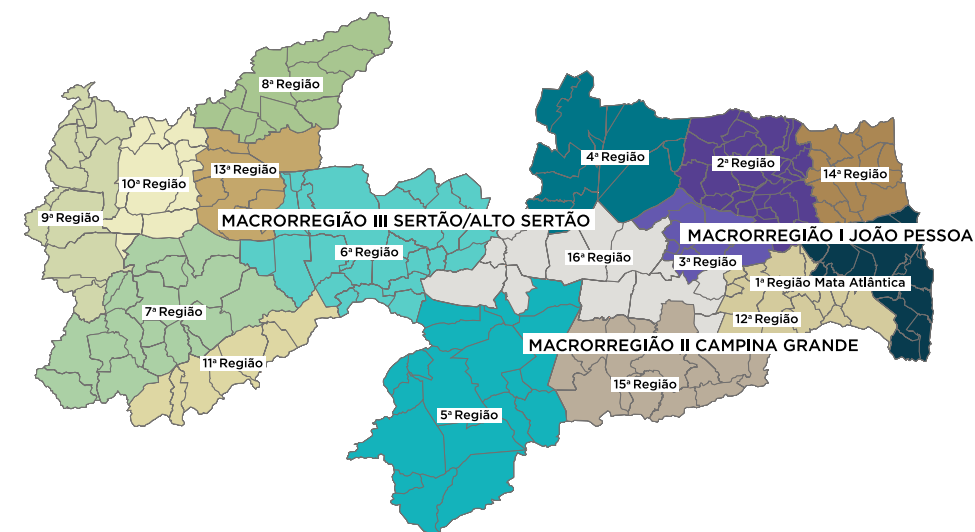 8ª Região
4ª Região
2ª Região
13ª Região
14ª Região
10ª Região
9ª Região
MACRORREGIÃO III SERTÃO/ALTO SERTÃO
MACRORREGIÃO I JOÃO PESSOA
6ª Região
16ª Região
3ª Região
1ª Região Mata Atlântica
7ª Região
12ª Região
MACRORREGIÃO II CAMPINA GRANDE
11ª Região
15ª Região
5ª Região